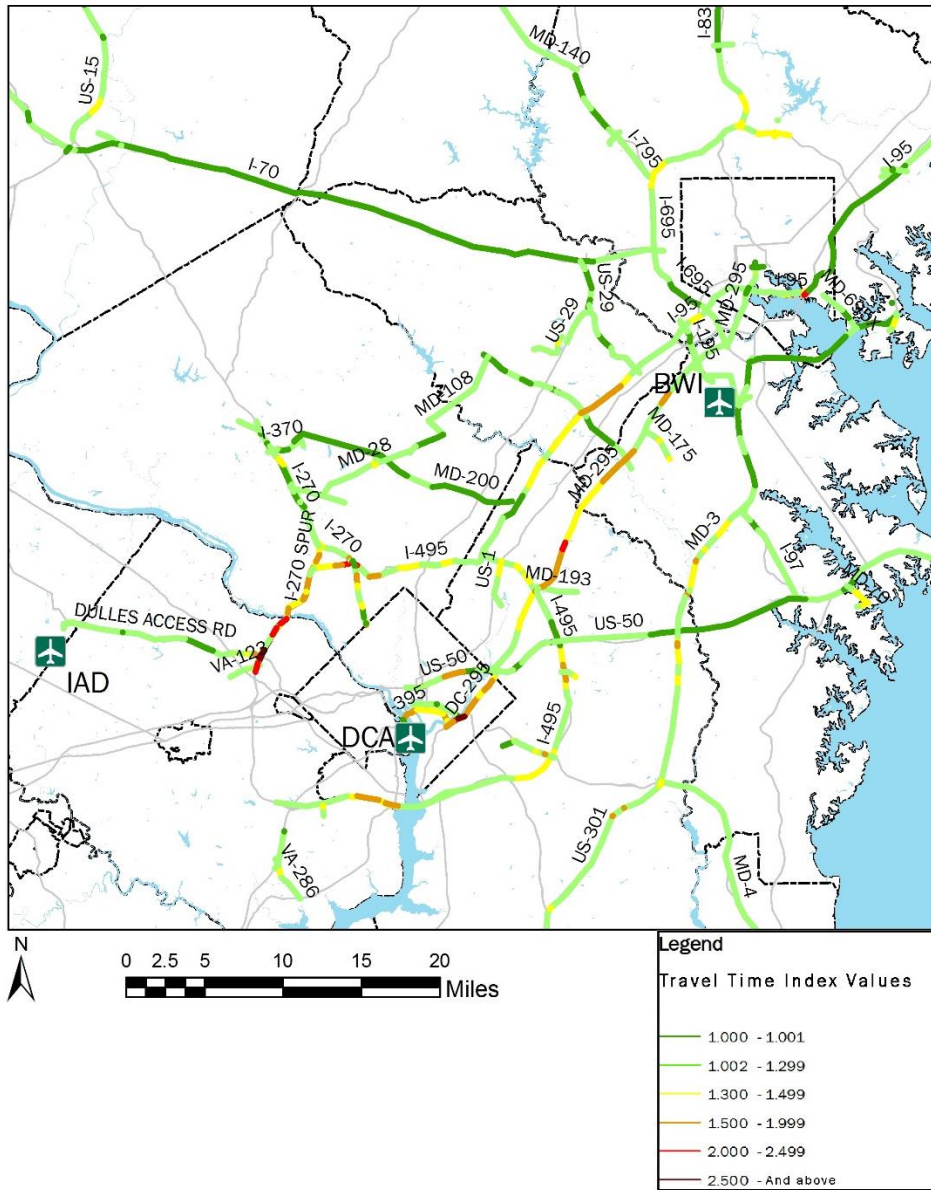 I-83
MD-140
US-15
I-795
I-95
I-70
I-695
US-29
I-695
MD-295
I-95
MD-695
US-29
I-95
I-195
BWI
MD-108
MD-175
I-370
MD-28
I-270
MD-200
MD-295
MD-3
I-270 SPUR
I-270
I-495
US-1
MD-193
I-97
MD-179
I-495
DULLES ACCESS RD
US-50
VA-123
IAD
US-50
395
DC-295
DCA
I-495
US-301
VA-286
MD-4
N
0 2.5 5 10 15 20
Miles
Legend
Travel Time Index Values
1.000 - 1.001
1.002 - 1.299
1.300 - 1.499
1.500 - 1.999
2.000 - 2.499
2.500 - And above